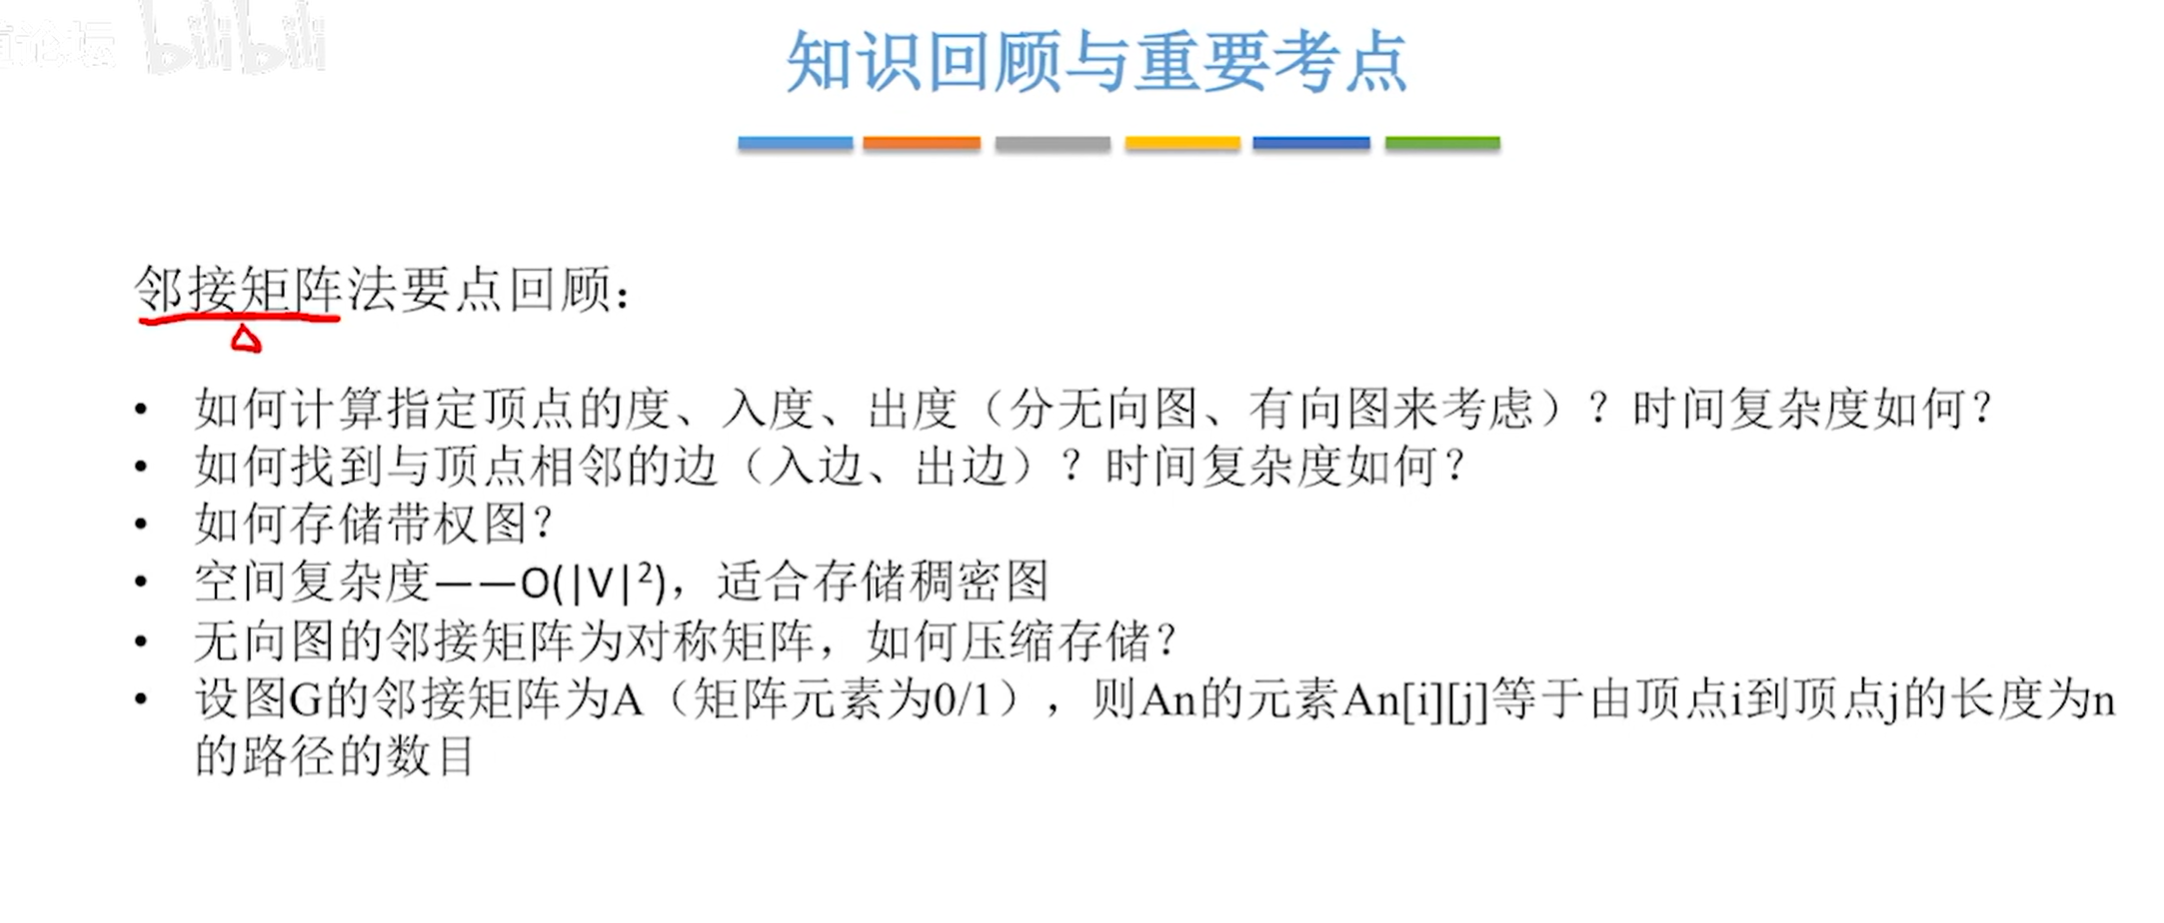 论坛 bilibili
知识回顾与重要考点
邻接矩阵法要点回顾：
• 如何计算指定顶点的度、入度、出度（分无向图、有向图来考虑）？时间复杂度如何？
• 如何找到与顶点相邻的边（入边、出边）？时间复杂度如何？
• 如何存储带权图？
• 空间复杂度——O(|V|²)，适合存储稠密图
• 无向图的邻接矩阵为对称矩阵，如何压缩存储？
• 设图G的邻接矩阵为A（矩阵元素为0/1），则An的元素An[i][j]等于由顶点i到顶点j的长度为n
的路径的数目